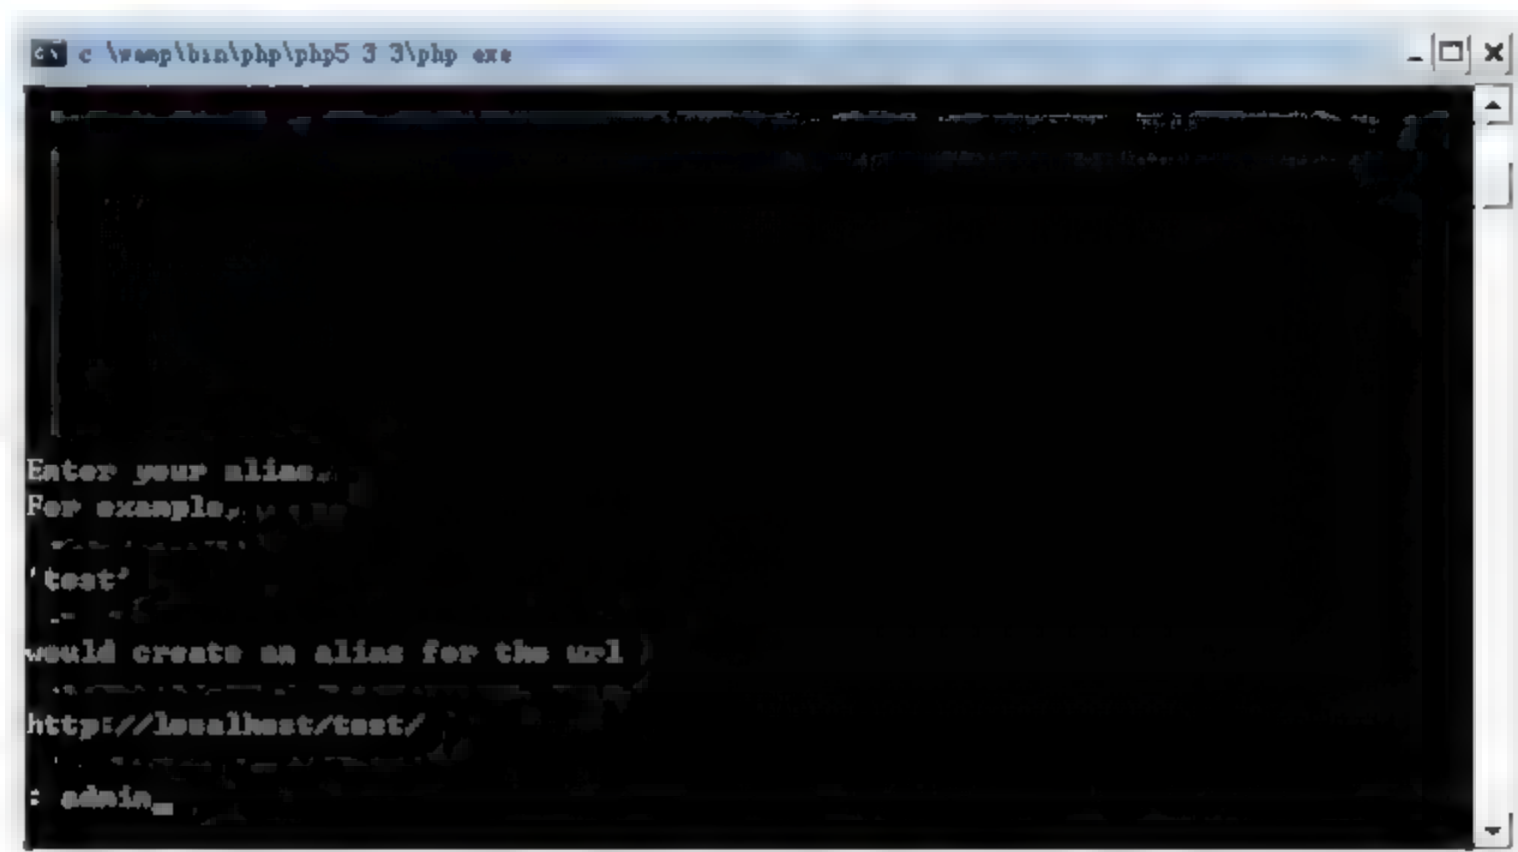 c \wamp\bin\php\php5 3 3\php exe
Enter your alias.
For example,
'test'
would create an alias for the url
http://localhost/test/
: admin_